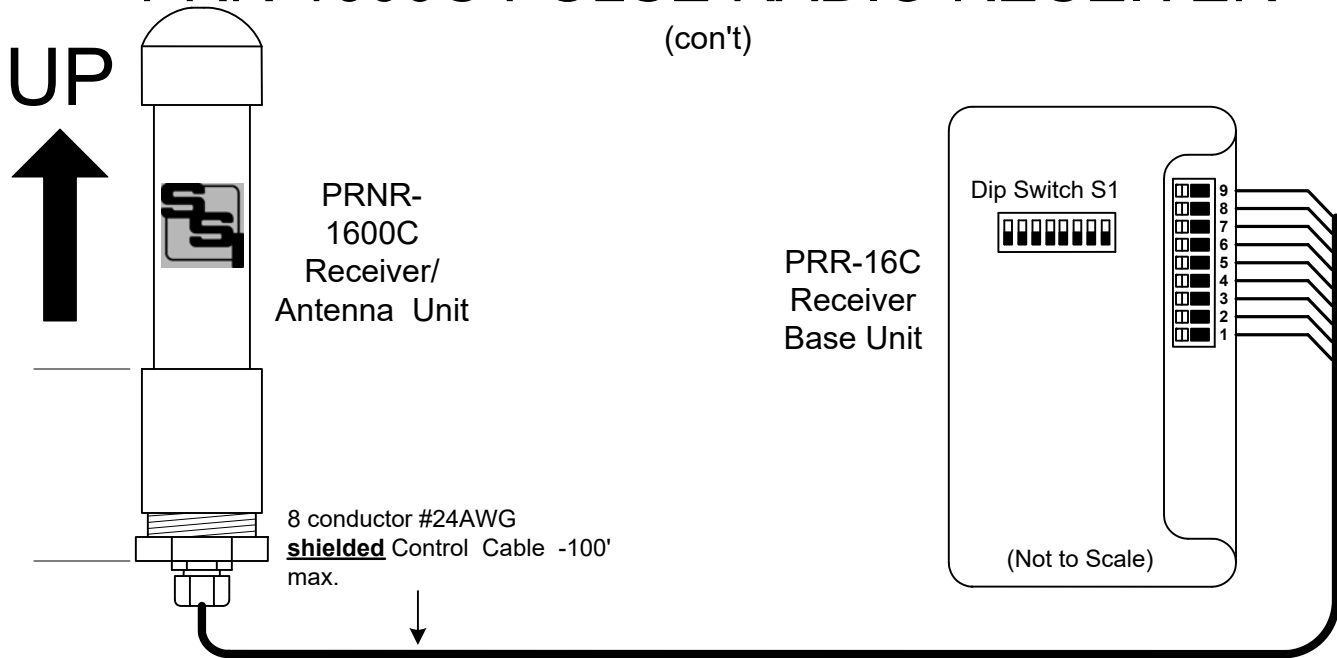 (con't)
UP
PRNR-
1600C
Receiver/
Antenna Unit
8 conductor #24AWG
shielded Control Cable -100'
max.
PRR-16C
Receiver
Base Unit
Dip Switch S1
9
8
7
6
5
4
3
2
1
(Not to Scale)
SSI